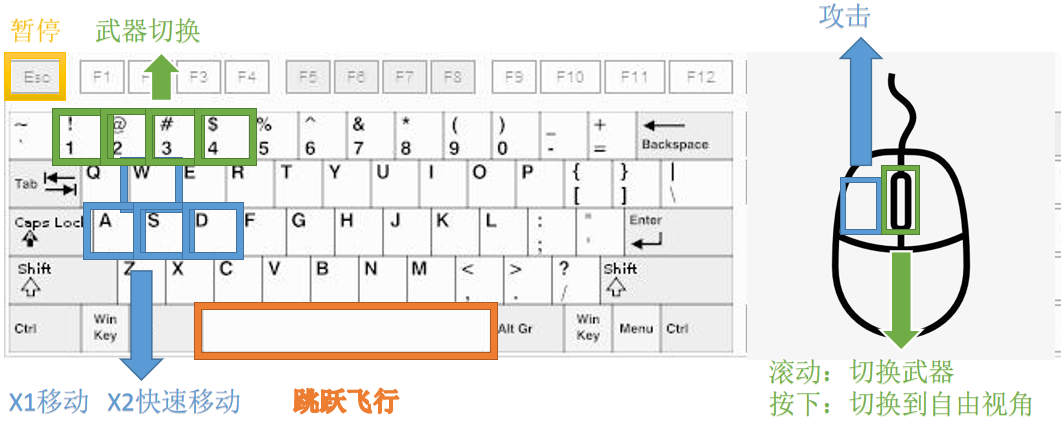 暂停 武器切换 攻击
Esc F1 F3 F4 F5 F6 F7 F8 F9 F10 F11 F12
~ ! @ # $ % ^ & * ( ) _ +
` 1 2 3 4 5 6 7 8 9 0 - = Backspace
Tab Q W E R T Y U I O P { } |
[ ] \
Caps Loc A S D F G H J K L : " Enter
; '
Shift Z X C V B N M < > ? Shift
, . /
Ctrl Win Key Alt Gr Win Key Menu Ctrl
X1移动 X2快速移动 跳跃飞行
滚动：切换武器
按下：切换到自由视角